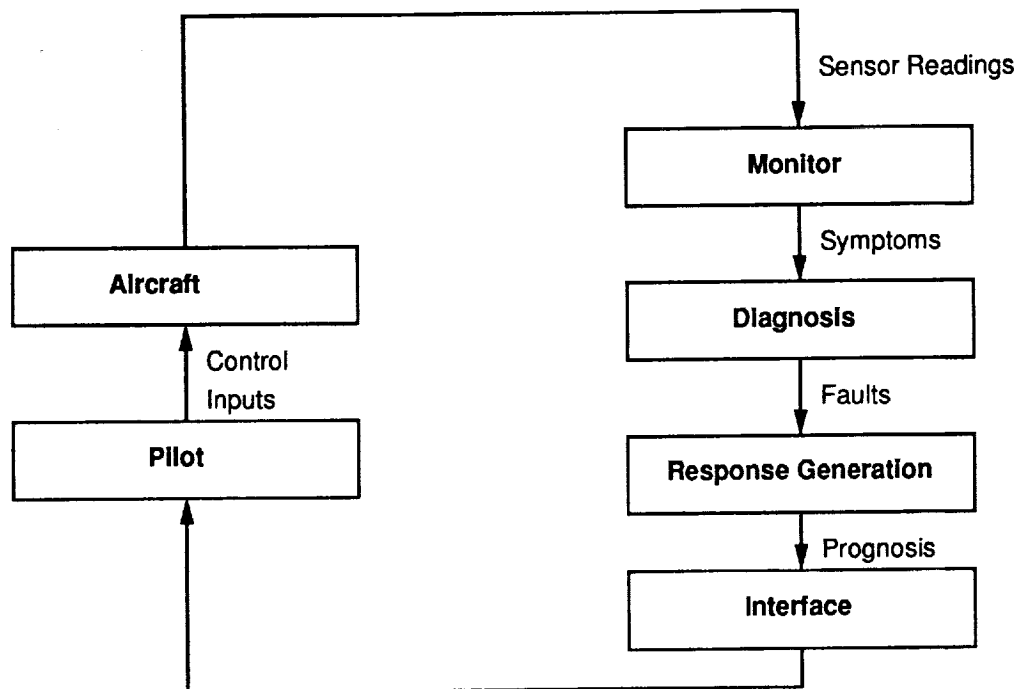 Sensor Readings
Monitor
Symptoms
Aircraft
Diagnosis
Control
Inputs
Faults
Pilot
Response Generation
Prognosis
Interface